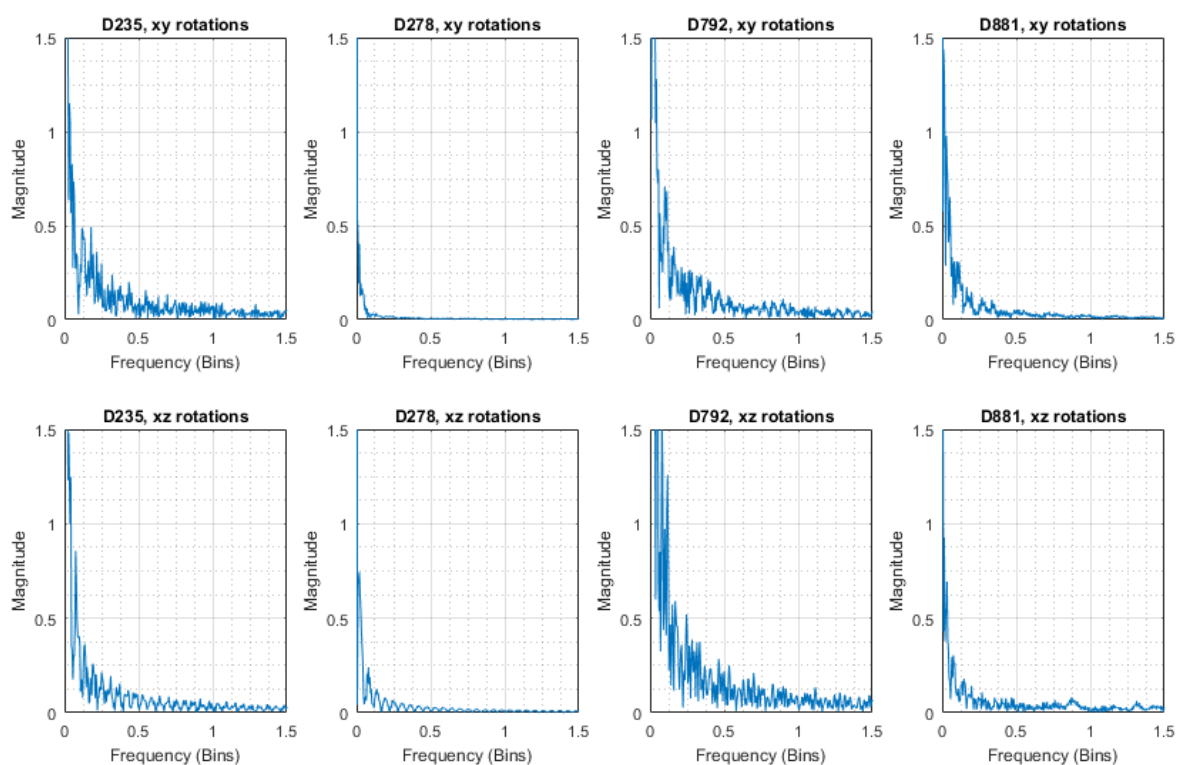 D235, xy rotations D278, xy rotations D792, xy rotations D881, xy rotations
1.5 1.5 1.5 1.5
1 1 1 1
Magnitude Magnitude Magnitude Magnitude
0.5 0.5 0.5 0.5
0 0 0 0
0 0.5 1 1.5 0 0.5 1 1.5 0 0.5 1 1.5 0 0.5 1 1.5
Frequency (Bins) Frequency (Bins) Frequency (Bins) Frequency (Bins)
D235, xz rotations D278, xz rotations D792, xz rotations D881, xz rotations
1.5 1.5 1.5 1.5
1 1 1 1
Magnitude Magnitude Magnitude Magnitude
0.5 0.5 0.5 0.5
0 0 0 0
0 0.5 1 1.5 0 0.5 1 1.5 0 0.5 1 1.5 0 0.5 1 1.5
Frequency (Bins) Frequency (Bins) Frequency (Bins) Frequency (Bins)